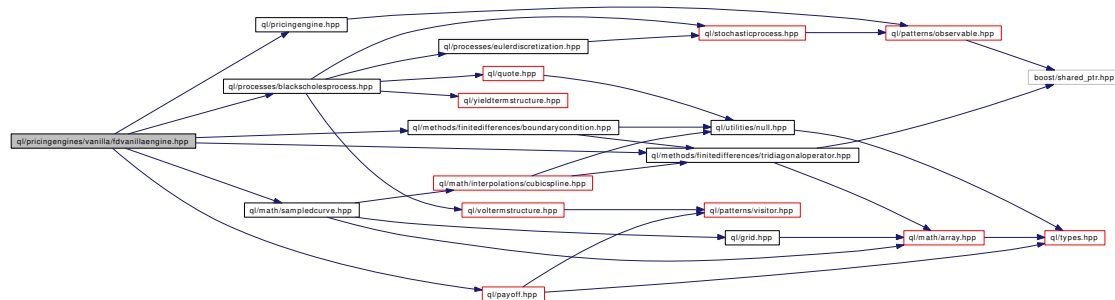 ql/pricingengine.hpp
ql/stochasticprocess.hpp
ql/patterns/observable.hpp
ql/processes/eulerdiscretization.hpp
ql/quote.hpp
boost/shared_ptr.hpp
ql/processes/blackscholesprocess.hpp
ql/yieldtermstructure.hpp
ql/methods/finitedifferences/boundarycondition.hpp
ql/utilities/null.hpp
ql/pricingengines/vanilla/fdvanillaengine.hpp
ql/methods/finitedifferences/tridiagonaloperator.hpp
ql/math/interpolations/cubicspline.hpp
ql/math/sampledcurve.hpp
ql/voltermstructure.hpp
ql/patterns/visitor.hpp
ql/grid.hpp
ql/math/array.hpp
ql/types.hpp
ql/payoff.hpp